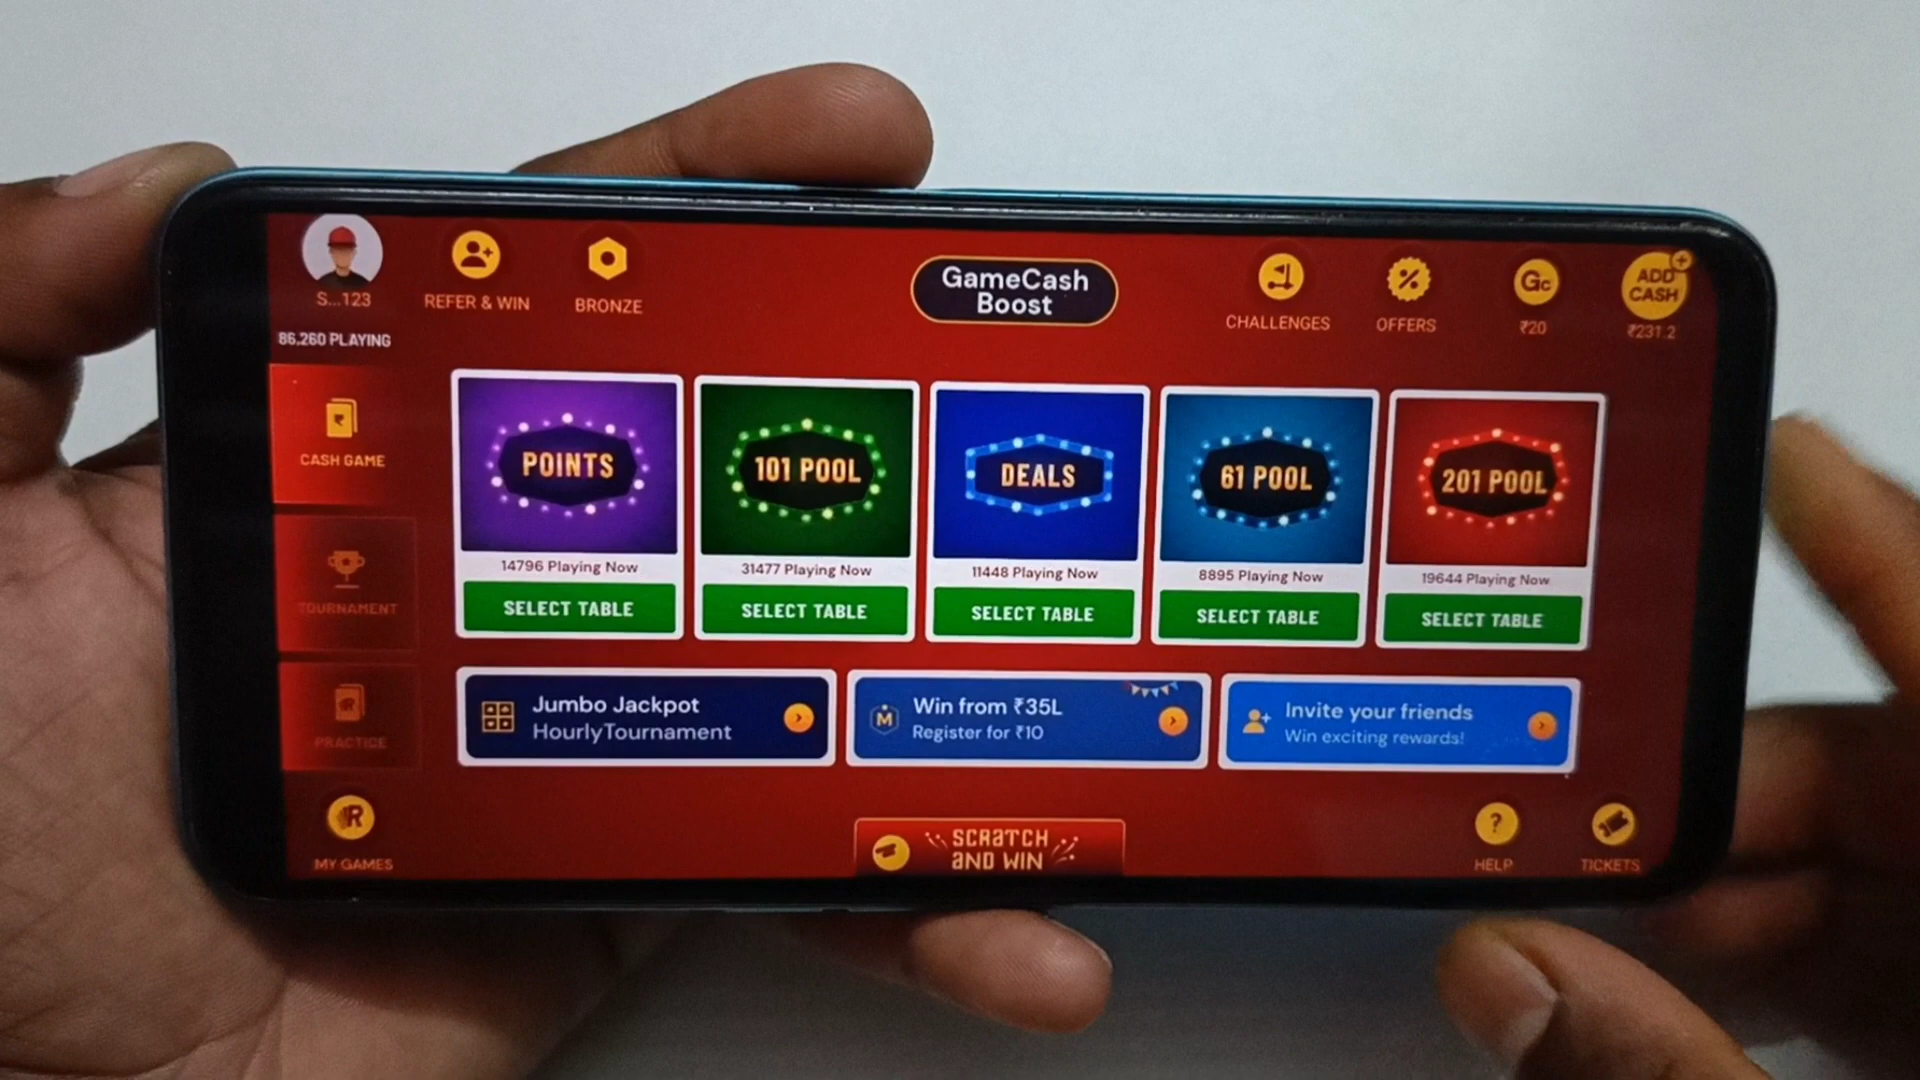 S...123
REFER & WIN
BRONZE
GameCash
Boost
CHALLENGES
OFFERS
Gc
₹20
ADD
CASH
₹231.2
86,260 PLAYING
CASH GAME
TOURNAMENT
PRACTICE
POINTS
14796 Playing Now
SELECT TABLE
101 POOL
31477 Playing Now
SELECT TABLE
DEALS
11448 Playing Now
SELECT TABLE
61 POOL
8895 Playing Now
SELECT TABLE
201 POOL
19644 Playing Now
SELECT TABLE
Jumbo Jackpot
Hourly Tournament
M
Win from ₹35L
Register for ₹10
Invite your friends
Win exciting rewards!
R
MY GAMES
SCRATCH
AND WIN
?
HELP
TICKETS